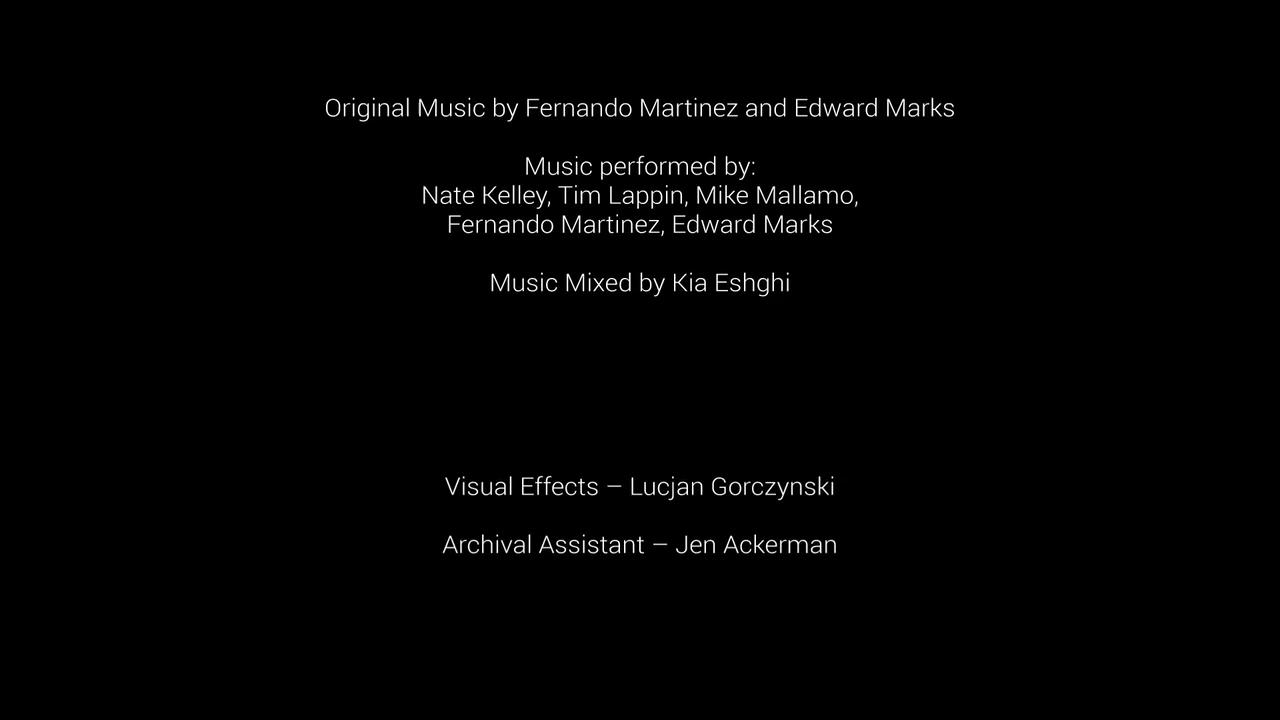 Original Music by Fernando Martinez and Edward Marks
Music performed by:
Nate Kelley, Tim Lappin, Mike Mallamo,
Fernando Martinez, Edward Marks
Music Mixed by Kia Eshghi
Visual Effects – Lucjan Gorczynski
Archival Assistant – Jen Ackerman